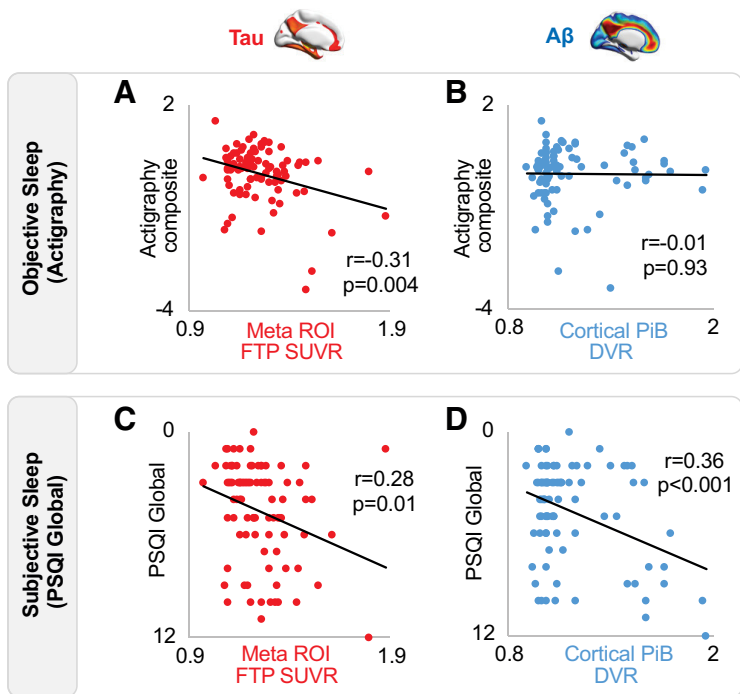 Tau
Aβ
Objective Sleep
(Actigraphy)
A
2
Actigraphy
composite
-4
r=-0.31
p=0.004
0.9
Meta ROI
FTP SUVR
1.9
B
2
Actigraphy
composite
-4
r=-0.01
p=0.93
0.8
Cortical PiB
DVR
2
Subjective Sleep
(PSQI Global)
C
0
PSQI Global
12
r=0.28
p=0.01
0.9
Meta ROI
FTP SUVR
1.9
D
0
PSQI Global
12
r=0.36
p<0.001
0.8
Cortical PiB
DVR
2